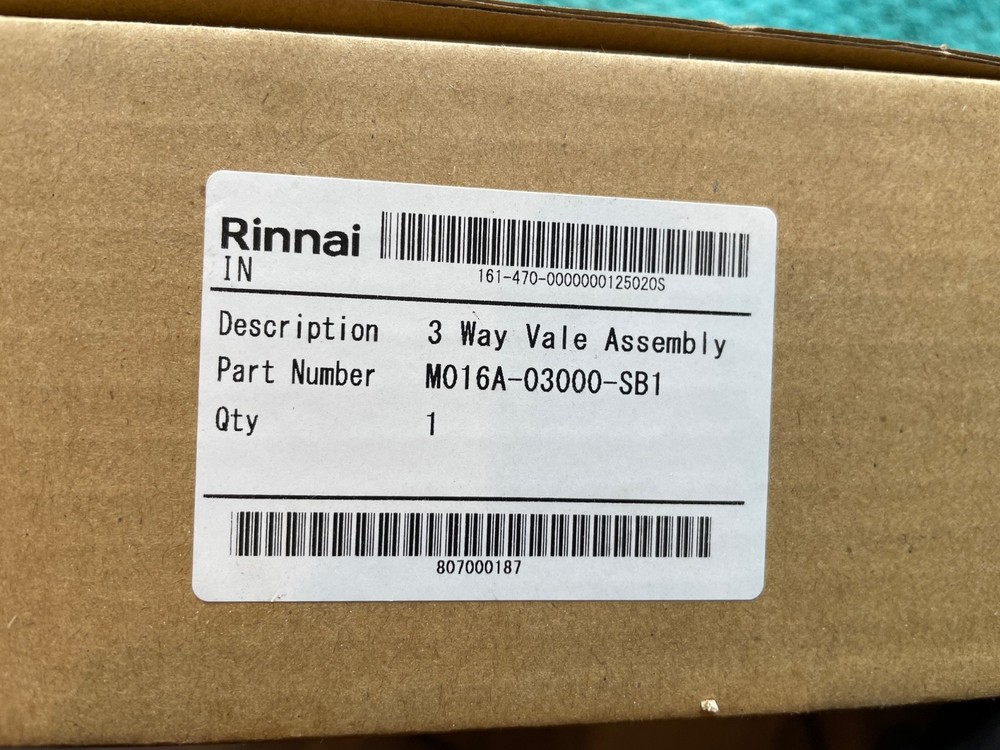 Rinnai
IN
161-470-0000000125020S
Description 3 Way Vale Assembly
Part Number M016A-03000-SB1
Qty 1
807000187